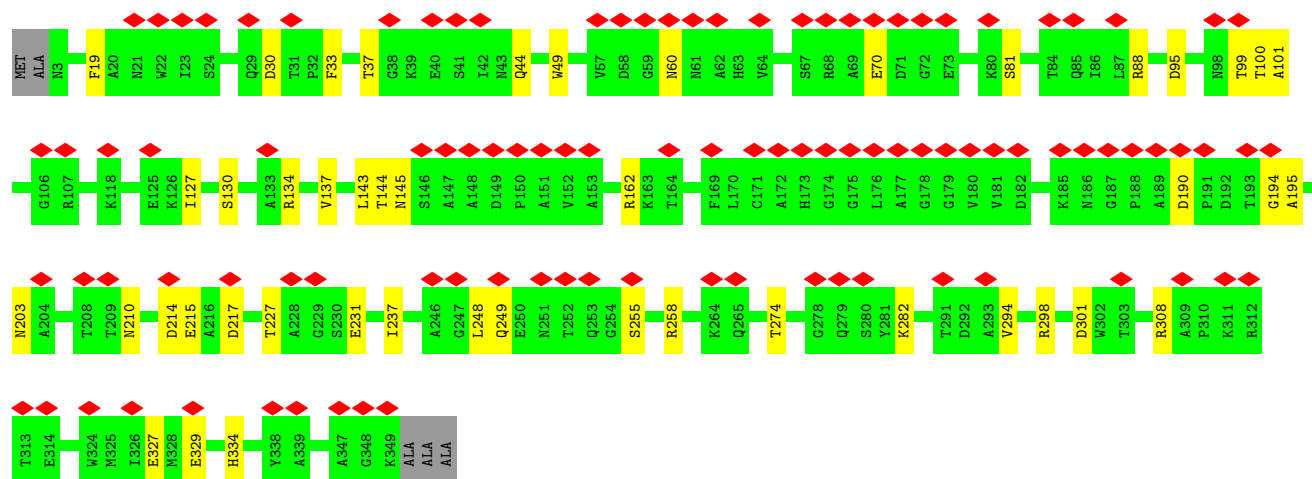 MET ALA N3 F19 A20 N21 W22 I23 S24 Q29 D30 T31 P32 F33 T37 G38 K39 E40 S41 I42 N43 Q44 W49 V57 D58 G59 N60 N61 A62 H63 V64 S67 R68 A69 E70 D71 G72 E73 K80 S81 T84 Q85 I86 L87 R88 D95 N98 T99 T100 A101
G106 R107 K118 E125 K126 I127 S130 A133 R134 V137 L143 T144 N145 S146 A147 A148 D149 P150 A151 V152 A153 R162 K163 T164 F169 L170 G171 A172 H173 G174 G175 L176 A177 G178 G179 V180 V181 D182 K185 N186 G187 P188 A189 D190 P191 D192 T193 G194 A195
N203 A204 T208 T209 N210 D214 E215 A216 D217 T227 A228 G229 S230 E231 I237 A246 G247 L248 Q249 E250 N251 T252 Q253 G254 S255 R258 K264 Q265 T274 G278 Q279 S280 Y281 K282 T291 D292 A293 V294 R298 D301 W302 T303 R308 A309 P310 K311 R312
T313 E314 W324 M325 I326 E327 M328 E329 H334 Y338 A339 A347 G348 K349 ALA ALA ALA